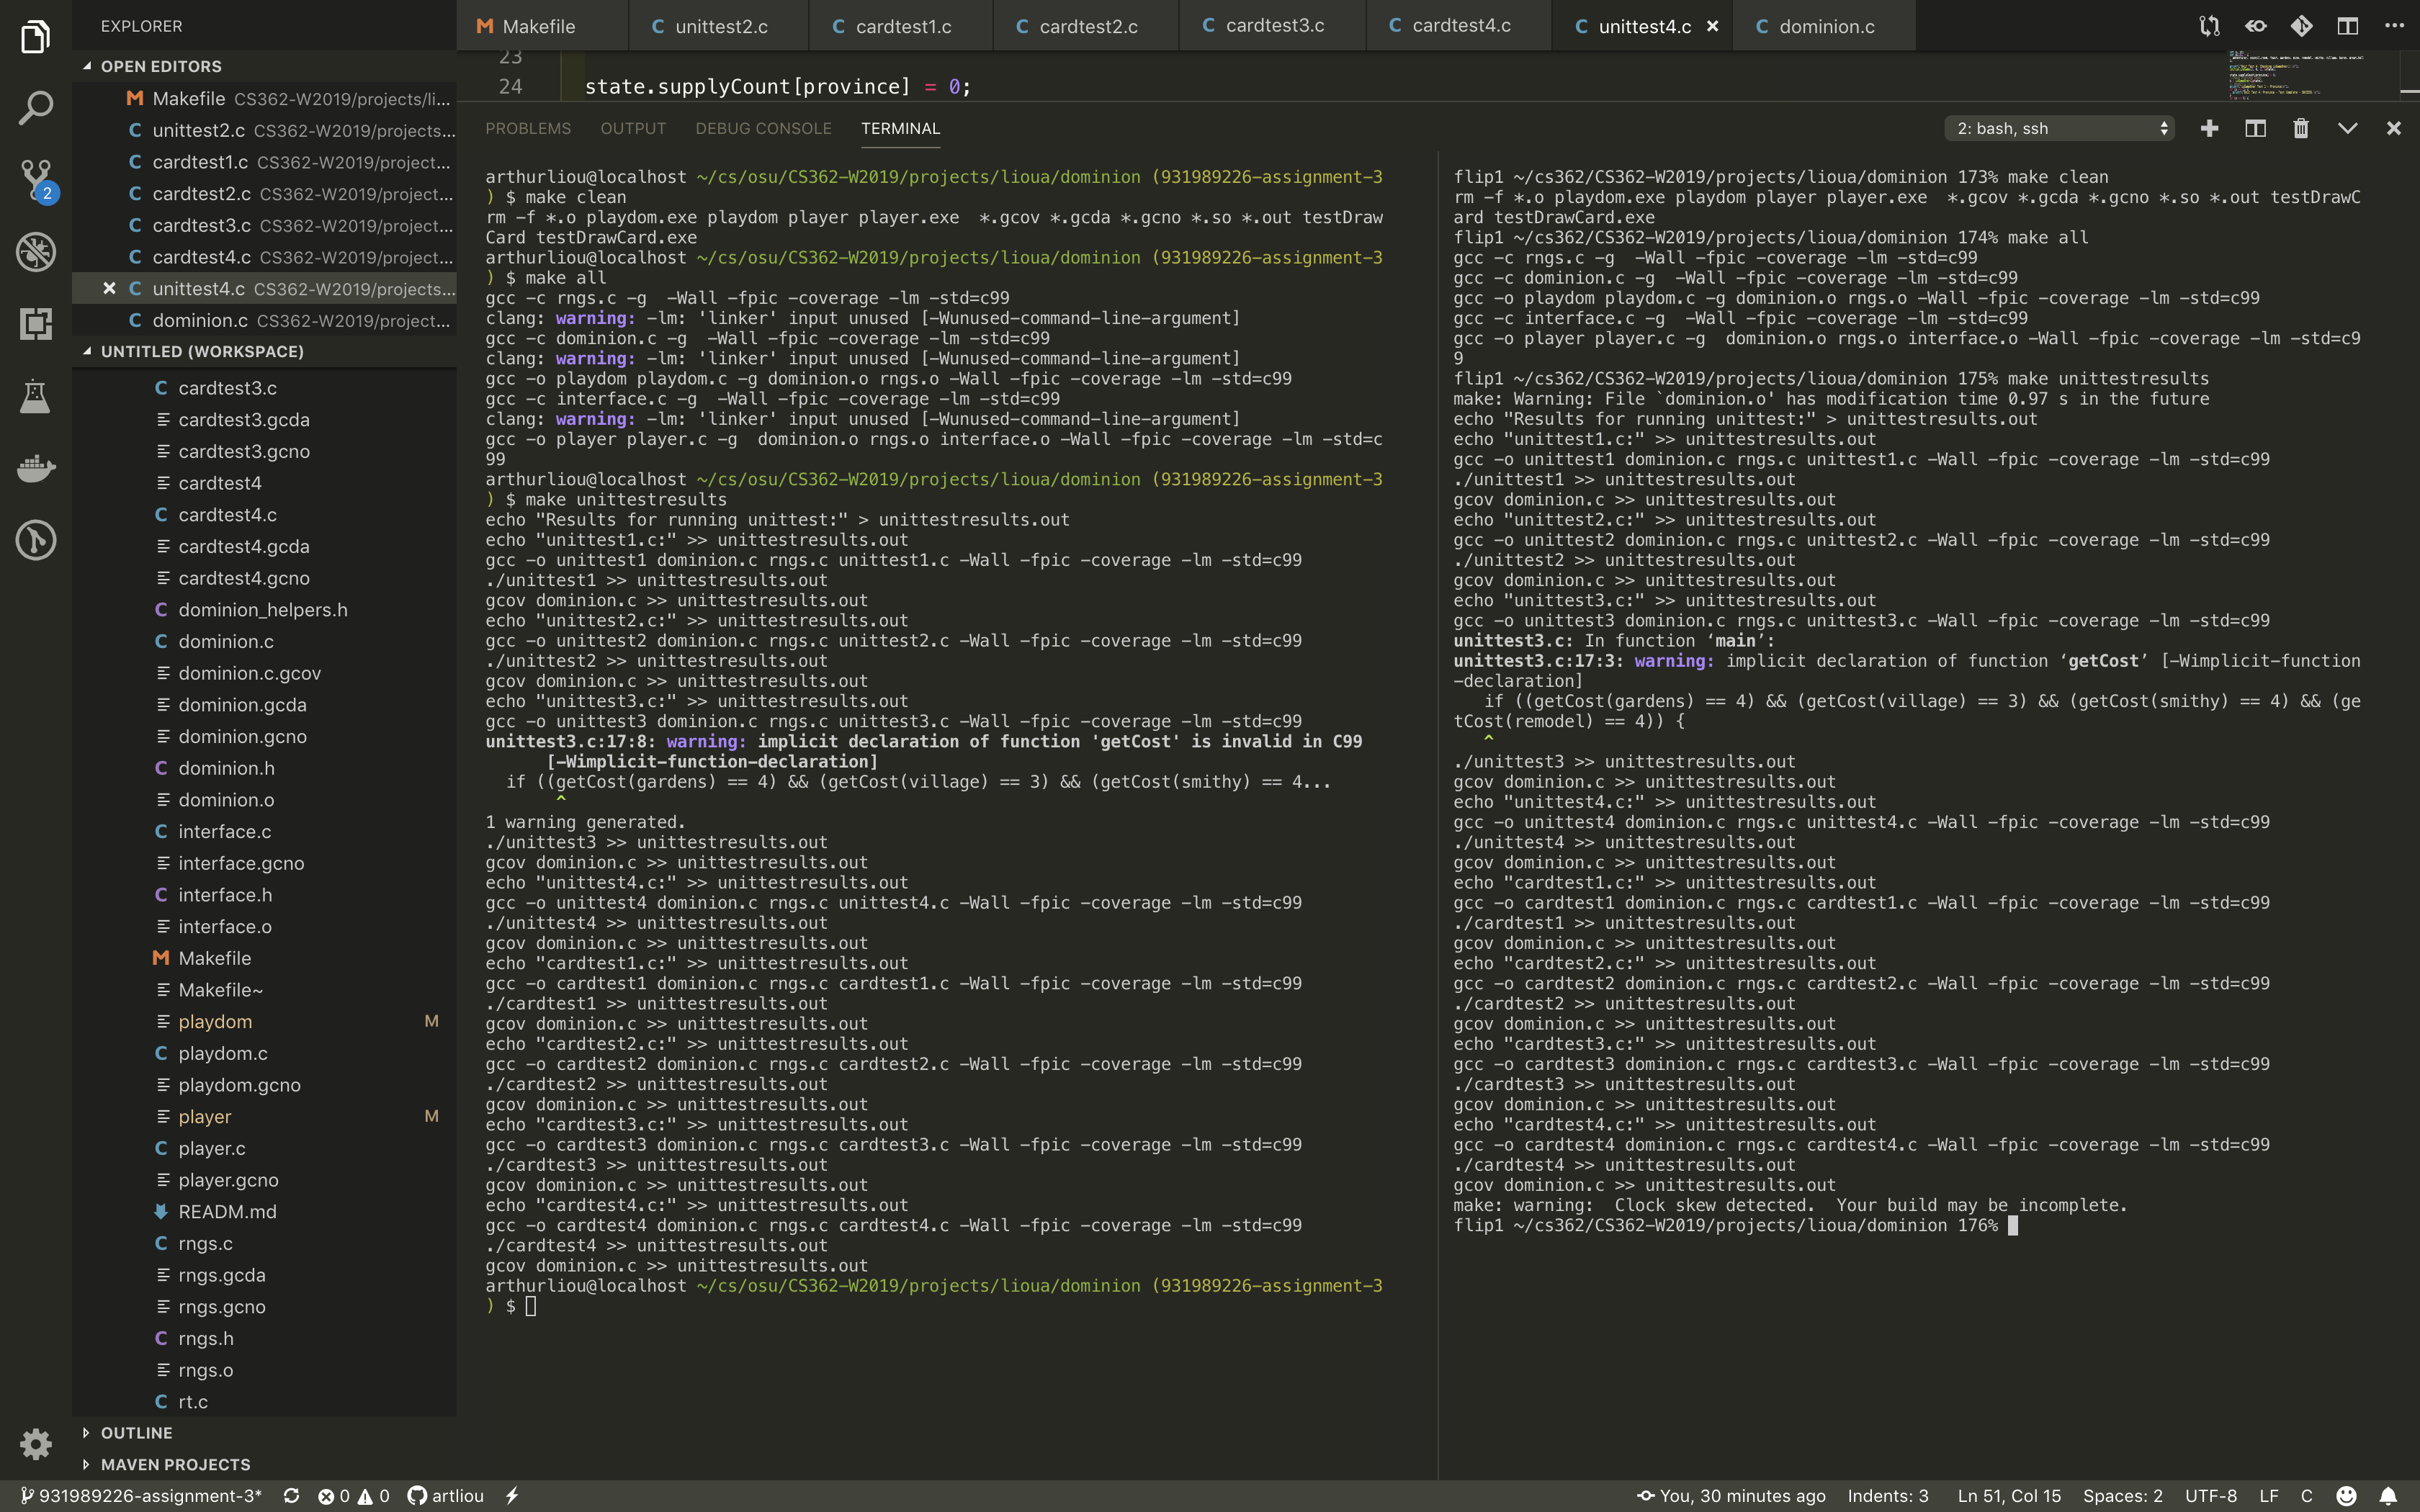 EXPLORER
OPEN EDITORS
Makefile CS362-W2019/projects/li...
unittest2.c CS362-W2019/projects...
cardtest1.c CS362-W2019/project...
cardtest2.c CS362-W2019/project...
cardtest3.c CS362-W2019/project...
cardtest4.c CS362-W2019/project...
unittest4.c CS362-W2019/projects...
dominion.c CS362-W2019/project...
2
UNTITLED (WORKSPACE)
cardtest3.c
cardtest3.gcda
cardtest3.gcno
cardtest4
cardtest4.c
cardtest4.gcda
cardtest4.gcno
dominion_helpers.h
dominion.c
dominion.c.gcov
dominion.gcda
dominion.gcno
dominion.h
dominion.o
interface.c
interface.gcno
interface.h
interface.o
Makefile
Makefile~
playdom M
playdom.c
playdom.gcno
player M
player.c
player.gcno
READM.md
rngs.c
rngs.gcda
rngs.gcno
rngs.h
rngs.o
rt.c
OUTLINE
MAVEN PROJECTS
Makefile unittest2.c cardtest1.c cardtest2.c cardtest3.c cardtest4.c unittest4.c dominion.c
23
24 state.supplyCount[province] = 0;
PROBLEMS OUTPUT DEBUG CONSOLE TERMINAL 2: bash, ssh
arthurliou@localhost ~/cs/osu/CS362-W2019/projects/lioua/dominion (931989226-assignment-3
) $ make clean
rm -f *.o playdom.exe playdom player player.exe  *.gcov *.gcda *.gcno *.so *.out testDraw
Card testDrawCard.exe
arthurliou@localhost ~/cs/osu/CS362-W2019/projects/lioua/dominion (931989226-assignment-3
) $ make all
gcc -c rngs.c -g  -Wall -fpic -coverage -lm -std=c99
clang: warning: -lm: 'linker' input unused [-Wunused-command-line-argument]
gcc -c dominion.c -g  -Wall -fpic -coverage -lm -std=c99
clang: warning: -lm: 'linker' input unused [-Wunused-command-line-argument]
gcc -o playdom playdom.c -g dominion.o rngs.o -Wall -fpic -coverage -lm -std=c99
gcc -c interface.c -g  -Wall -fpic -coverage -lm -std=c99
clang: warning: -lm: 'linker' input unused [-Wunused-command-line-argument]
gcc -o player player.c -g  dominion.o rngs.o interface.o -Wall -fpic -coverage -lm -std=c
99
arthurliou@localhost ~/cs/osu/CS362-W2019/projects/lioua/dominion (931989226-assignment-3
) $ make unittestresults
echo "Results for running unittest:" > unittestresults.out
echo "unittest1.c:" >> unittestresults.out
gcc -o unittest1 dominion.c rngs.c unittest1.c -Wall -fpic -coverage -lm -std=c99
./unittest1 >> unittestresults.out
gcov dominion.c >> unittestresults.out
echo "unittest2.c:" >> unittestresults.out
gcc -o unittest2 dominion.c rngs.c unittest2.c -Wall -fpic -coverage -lm -std=c99
./unittest2 >> unittestresults.out
gcov dominion.c >> unittestresults.out
echo "unittest3.c:" >> unittestresults.out
gcc -o unittest3 dominion.c rngs.c unittest3.c -Wall -fpic -coverage -lm -std=c99
unittest3.c:17:8: warning: implicit declaration of function 'getCost' is invalid in C99
[-Wimplicit-function-declaration]
if ((getCost(gardens) == 4) && (getCost(village) == 3) && (getCost(smithy) == 4...
^
1 warning generated.
./unittest3 >> unittestresults.out
gcov dominion.c >> unittestresults.out
echo "unittest4.c:" >> unittestresults.out
gcc -o unittest4 dominion.c rngs.c unittest4.c -Wall -fpic -coverage -lm -std=c99
./unittest4 >> unittestresults.out
gcov dominion.c >> unittestresults.out
echo "cardtest1.c:" >> unittestresults.out
gcc -o cardtest1 dominion.c rngs.c cardtest1.c -Wall -fpic -coverage -lm -std=c99
./cardtest1 >> unittestresults.out
gcov dominion.c >> unittestresults.out
echo "cardtest2.c:" >> unittestresults.out
gcc -o cardtest2 dominion.c rngs.c cardtest2.c -Wall -fpic -coverage -lm -std=c99
./cardtest2 >> unittestresults.out
gcov dominion.c >> unittestresults.out
echo "cardtest3.c:" >> unittestresults.out
gcc -o cardtest3 dominion.c rngs.c cardtest3.c -Wall -fpic -coverage -lm -std=c99
./cardtest3 >> unittestresults.out
gcov dominion.c >> unittestresults.out
echo "cardtest4.c:" >> unittestresults.out
gcc -o cardtest4 dominion.c rngs.c cardtest4.c -Wall -fpic -coverage -lm -std=c99
./cardtest4 >> unittestresults.out
gcov dominion.c >> unittestresults.out
arthurliou@localhost ~/cs/osu/CS362-W2019/projects/lioua/dominion (931989226-assignment-3
) $
flip1 ~/cs362/CS362-W2019/projects/lioua/dominion 173% make clean
rm -f *.o playdom.exe playdom player player.exe  *.gcov *.gcda *.gcno *.so *.out testDrawC
ard testDrawCard.exe
flip1 ~/cs362/CS362-W2019/projects/lioua/dominion 174% make all
gcc -c rngs.c -g  -Wall -fpic -coverage -lm -std=c99
gcc -c dominion.c -g  -Wall -fpic -coverage -lm -std=c99
gcc -o playdom playdom.c -g dominion.o rngs.o -Wall -fpic -coverage -lm -std=c99
gcc -c interface.c -g  -Wall -fpic -coverage -lm -std=c99
gcc -o player player.c -g  dominion.o rngs.o interface.o -Wall -fpic -coverage -lm -std=c9
9
flip1 ~/cs362/CS362-W2019/projects/lioua/dominion 175% make unittestresults
make: Warning: File `dominion.o' has modification time 0.97 s in the future
echo "Results for running unittest:" > unittestresults.out
echo "unittest1.c:" >> unittestresults.out
gcc -o unittest1 dominion.c rngs.c unittest1.c -Wall -fpic -coverage -lm -std=c99
./unittest1 >> unittestresults.out
gcov dominion.c >> unittestresults.out
echo "unittest2.c:" >> unittestresults.out
gcc -o unittest2 dominion.c rngs.c unittest2.c -Wall -fpic -coverage -lm -std=c99
./unittest2 >> unittestresults.out
gcov dominion.c >> unittestresults.out
echo "unittest3.c:" >> unittestresults.out
gcc -o unittest3 dominion.c rngs.c unittest3.c -Wall -fpic -coverage -lm -std=c99
unittest3.c: In function ‘main’:
unittest3.c:17:3: warning: implicit declaration of function ‘getCost’ [-Wimplicit-function
-declaration]
if ((getCost(gardens) == 4) && (getCost(village) == 3) && (getCost(smithy) == 4) && (ge
tCost(remodel) == 4)) {
^
./unittest3 >> unittestresults.out
gcov dominion.c >> unittestresults.out
echo "unittest4.c:" >> unittestresults.out
gcc -o unittest4 dominion.c rngs.c unittest4.c -Wall -fpic -coverage -lm -std=c99
./unittest4 >> unittestresults.out
gcov dominion.c >> unittestresults.out
echo "cardtest1.c:" >> unittestresults.out
gcc -o cardtest1 dominion.c rngs.c cardtest1.c -Wall -fpic -coverage -lm -std=c99
./cardtest1 >> unittestresults.out
gcov dominion.c >> unittestresults.out
echo "cardtest2.c:" >> unittestresults.out
gcc -o cardtest2 dominion.c rngs.c cardtest2.c -Wall -fpic -coverage -lm -std=c99
./cardtest2 >> unittestresults.out
gcov dominion.c >> unittestresults.out
echo "cardtest3.c:" >> unittestresults.out
gcc -o cardtest3 dominion.c rngs.c cardtest3.c -Wall -fpic -coverage -lm -std=c99
./cardtest3 >> unittestresults.out
gcov dominion.c >> unittestresults.out
echo "cardtest4.c:" >> unittestresults.out
gcc -o cardtest4 dominion.c rngs.c cardtest4.c -Wall -fpic -coverage -lm -std=c99
./cardtest4 >> unittestresults.out
gcov dominion.c >> unittestresults.out
make: warning:  Clock skew detected.  Your build may be incomplete.
flip1 ~/cs362/CS362-W2019/projects/lioua/dominion 176%
931989226-assignment-3* 0 0 artliou You, 30 minutes ago Indents: 3 Ln 51, Col 15 Spaces: 2 UTF-8 LF C